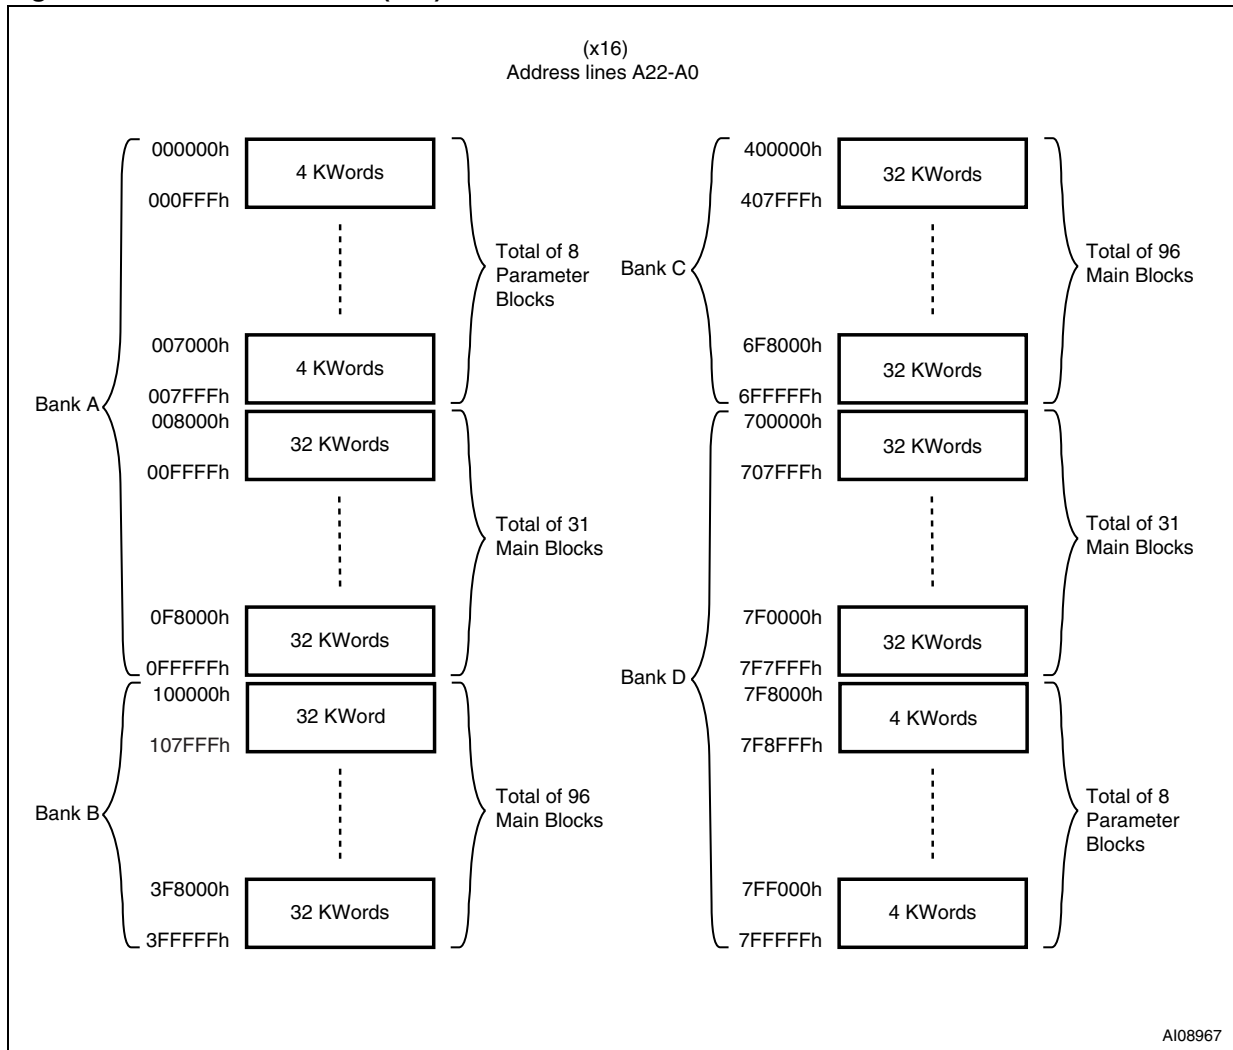 (x16)
Address lines A22-A0
Bank A
000000h
4 KWords
000FFFh
Total of 8
Parameter
Blocks
007000h
4 KWords
007FFFh
008000h
32 KWords
00FFFFh
Total of 31
Main Blocks
0F8000h
32 KWords
0FFFFFh
Bank B
100000h
32 KWord
107FFFh
Total of 96
Main Blocks
3F8000h
32 KWords
3FFFFFh
Bank C
400000h
32 KWords
407FFFh
Total of 96
Main Blocks
6F8000h
32 KWords
6FFFFFh
Bank D
700000h
32 KWords
707FFFh
Total of 31
Main Blocks
7F0000h
32 KWords
7F7FFFh
7F8000h
4 KWords
7F8FFFh
Total of 8
Parameter
Blocks
7FF000h
4 KWords
7FFFFFh
AI08967